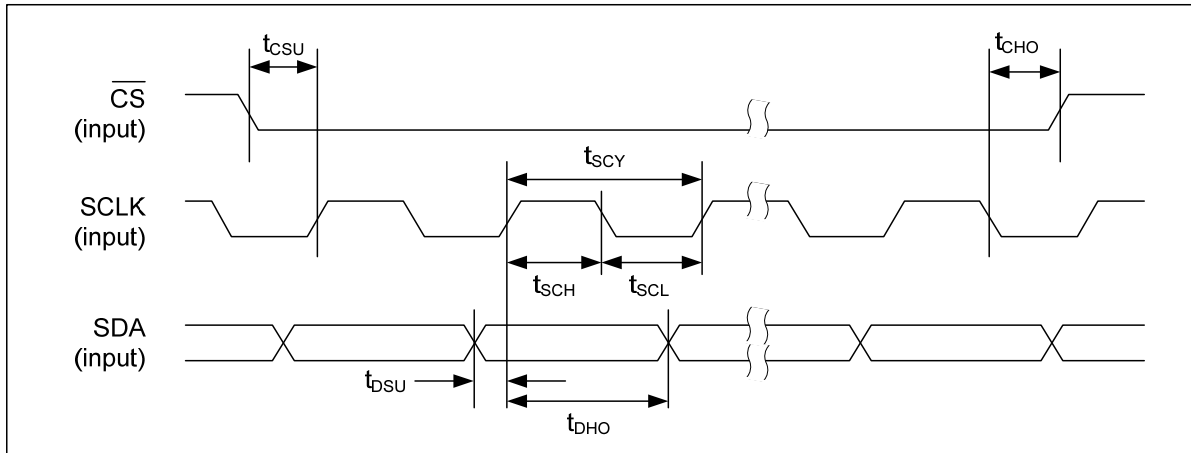 tCSU
tCHO
CS
(input)
tSCY
SCLK
(input)
tSCH
tSCL
SDA
(input)
tDSU
tDHO